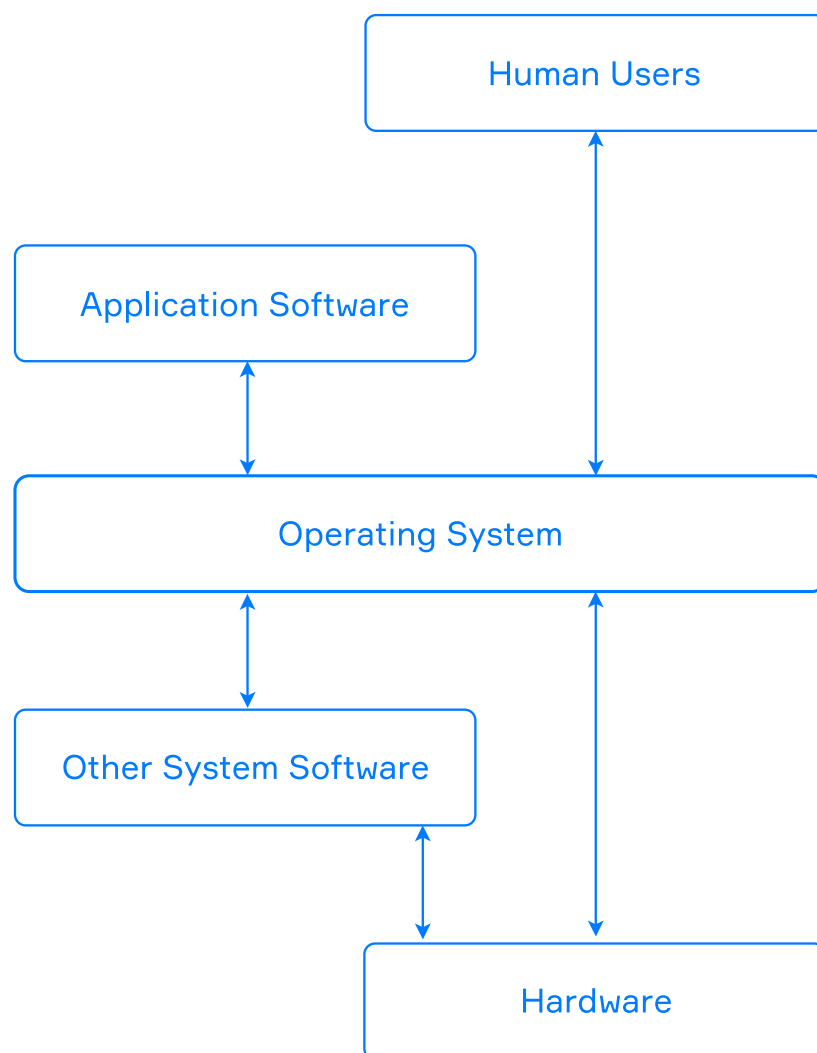 Human Users
Application Software
Operating System
Other System Software
Hardware